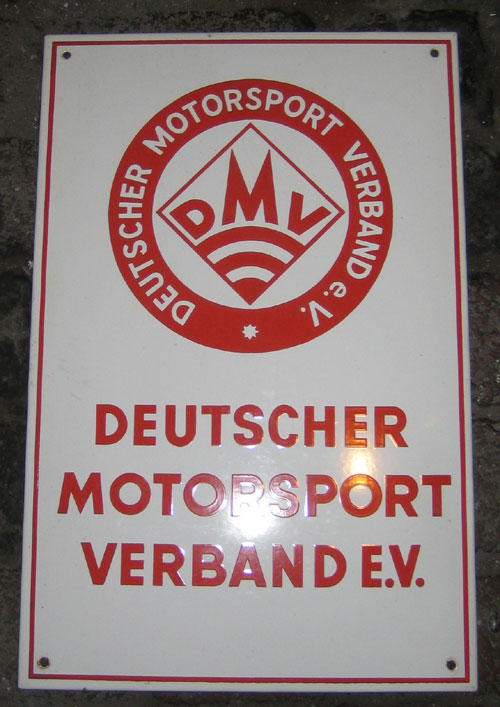 DEUTSCHER MOTORSPORT VERBAND e.V.
DMV
DEUTSCHER
MOTORSPORT
VERBAND E.V.